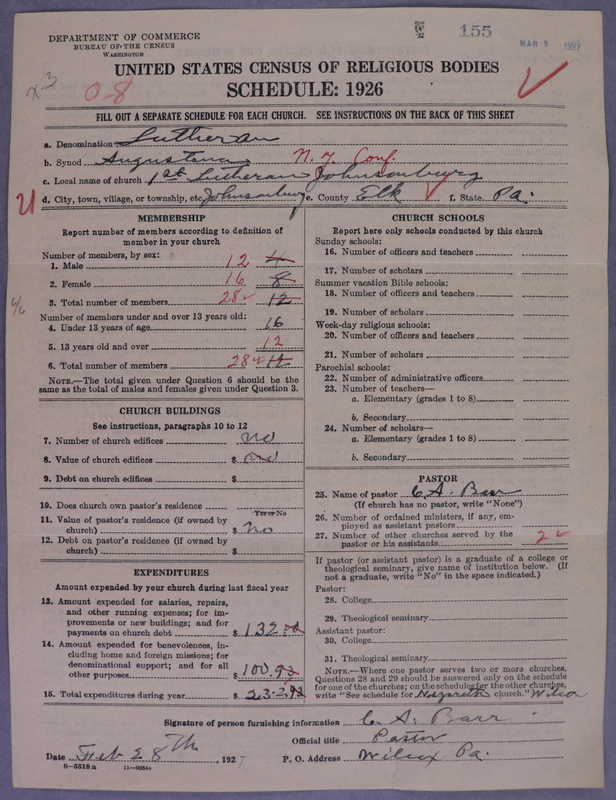 DEPARTMENT OF COMMERCE
BUREAU OF THE CENSUS
WASHINGTON
155
MAR 1 1927
UNITED STATES CENSUS OF RELIGIOUS BODIES
SCHEDULE: 1926
08
FILL OUT A SEPARATE SCHEDULE FOR EACH CHURCH. SEE INSTRUCTIONS ON THE BACK OF THIS SHEET
a. Denomination Lutheran
b. Synod Augustana N.Y. Conf.
c. Local name of church 1st Lutheran Johnsonburg
d. City, town, village, or township, etc. Johnsonburg e. County Elk f. State Pa.
MEMBERSHIP
Report number of members according to definition of
member in your church
Number of members, by sex:
1. Male 12 4
2. Female 16 8
3. Total number of members 28 12
Number of members under and over 13 years old:
4. Under 13 years of age 16
5. 13 years old and over 12
6. Total number of members 28 12
NOTE.—The total given under Question 6 should be
the same as the total of males and females given under Question 3.
CHURCH BUILDINGS
See instructions, paragraphs 10 to 12
7. Number of church edifices no
8. Value of church edifices $ no
9. Debt on church edifices $
10. Does church own pastor's residence?
Yes or No
11. Value of pastor's residence (if owned by
church) $ No
12. Debt on pastor's residence (if owned by
church) $
EXPENDITURES
Amount expended by your church during last fiscal year
13. Amount expended for salaries, repairs,
and other running expenses; for im-
provements or new buildings; and for
payments on church debt $ 132
14. Amount expended for benevolences, in-
cluding home and foreign missions; for
denominational support; and for all
other purposes $ 100.93
15. Total expenditures during year $ 232.93
CHURCH SCHOOLS
Report here only schools conducted by this church
Sunday schools:
16. Number of officers and teachers
17. Number of scholars
Summer vacation Bible schools:
18. Number of officers and teachers
19. Number of scholars
Week-day religious schools:
20. Number of officers and teachers
21. Number of scholars
Parochial schools:
22. Number of administrative officers
23. Number of teachers—
a. Elementary (grades 1 to 8)
b. Secondary
24. Number of scholars—
a. Elementary (grades 1 to 8)
b. Secondary
PASTOR
25. Name of pastor C. A. Barr
(If church has no pastor, write "None")
26. Number of ordained ministers, if any, em-
ployed as assistant pastors
27. Number of other churches served by the
pastor or his assistants 2
If pastor (or assistant pastor) is a graduate of a college or
theological seminary, give name of institution below. (If
not a graduate, write "No" in the space indicated.)
Pastor:
28. College
29. Theological seminary
Assistant pastor:
30. College
31. Theological seminary
NOTE.—Where one pastor serves two or more churches,
Questions 28 and 29 should be answered only on the schedule
for one of the churches; on the schedules for the other churches,
write "See schedule for Nazareth church." Wilcox
Signature of person furnishing information C. A. Barr
Official title Pastor
Date Feb 28th, 1927 P. O. Address Wilcox Pa.
8—5518a 11—9554